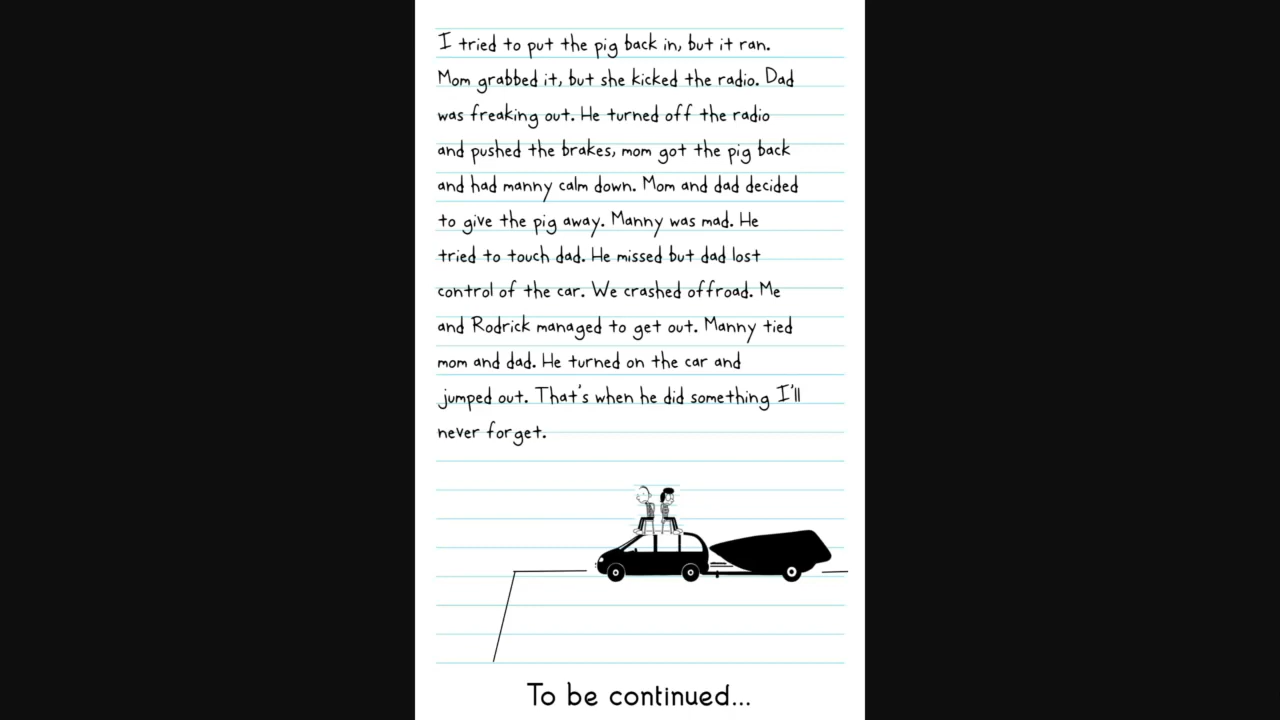 I tried to put the pig back in, but it ran.
Mom grabbed it, but she kicked the radio. Dad
was freaking out. He turned off the radio
and pushed the brakes, mom got the pig back
and had manny calm down. Mom and dad decided
to give the pig away. Manny was mad. He
tried to touch dad. He missed but dad lost
control of the car. We crashed offroad. Me
and Rodrick managed to get out. Manny tied
mom and dad. He turned on the car and
jumped out. That's when he did something I'll
never forget.
To be continued...